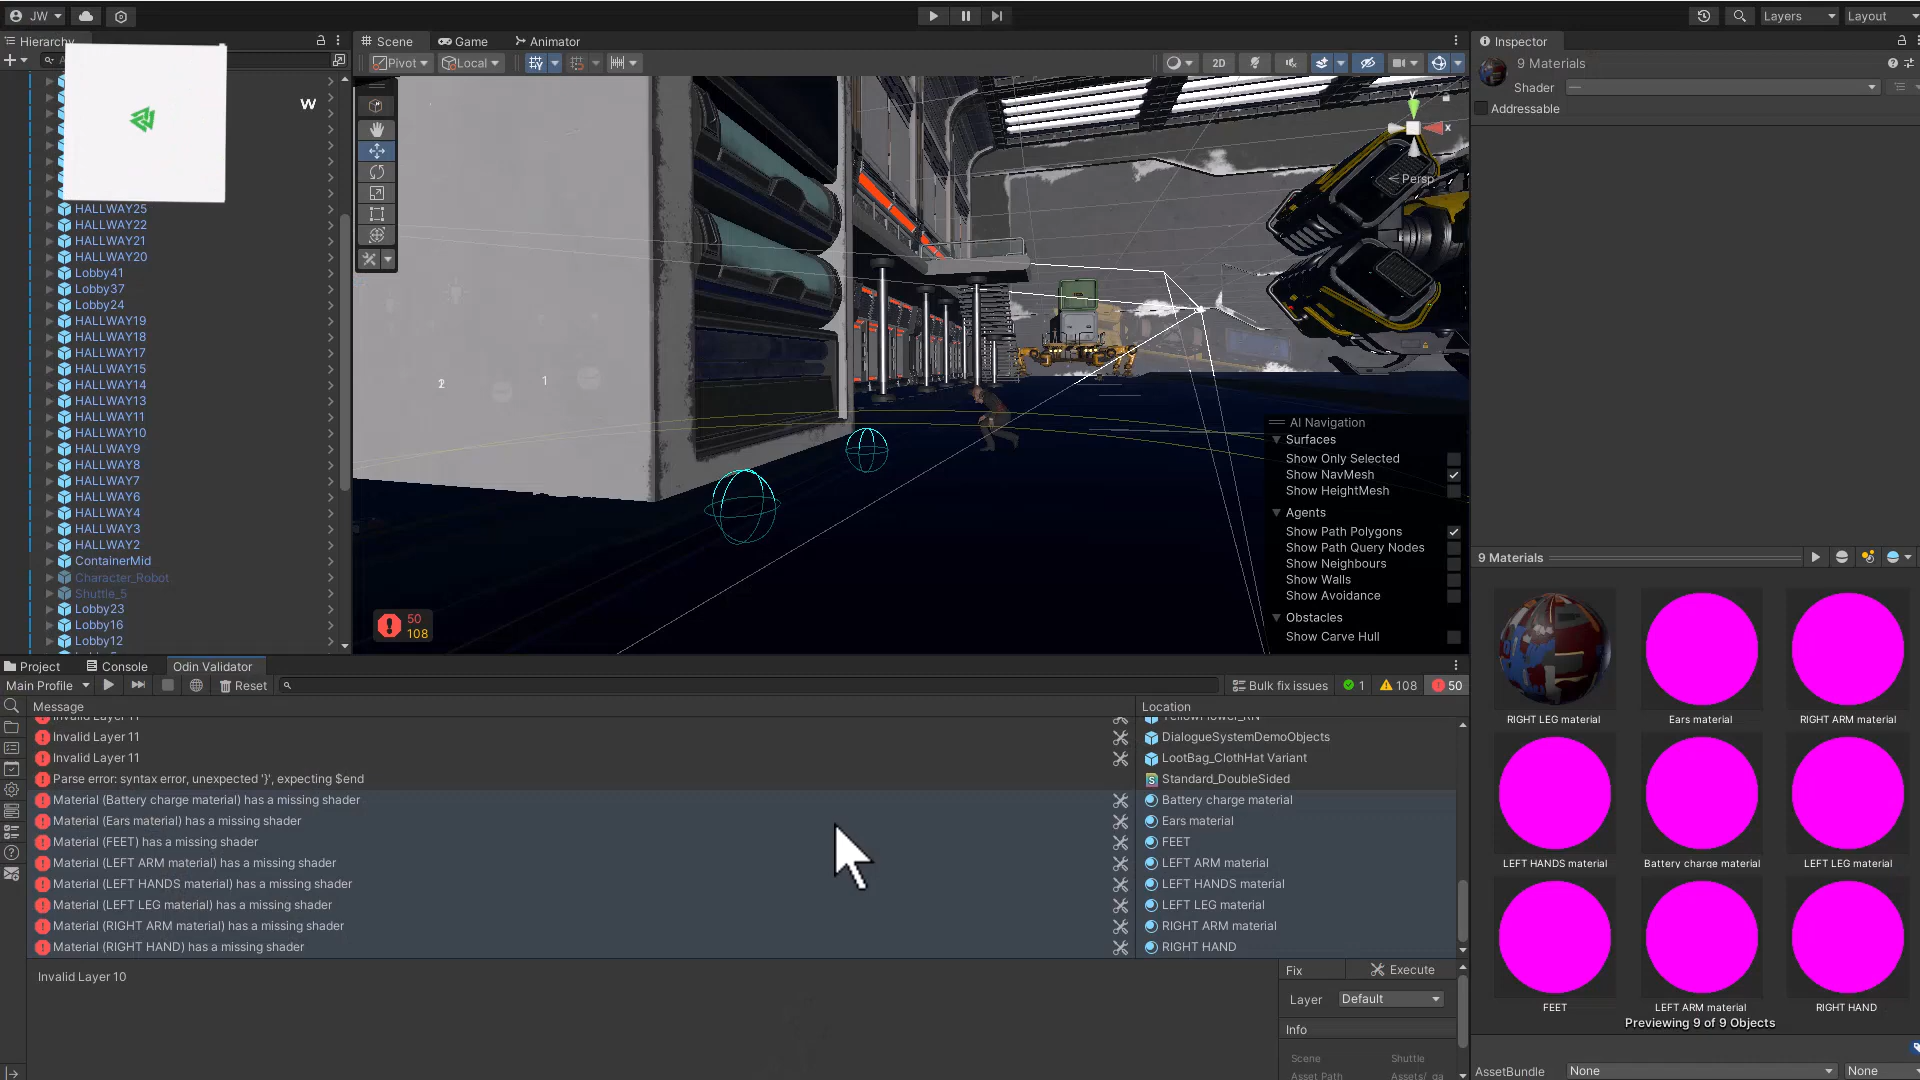 JW
Layers
Layout
Hierarchy
Scene
Game
Animator
Inspector
Pivot
Local
2D
9 Materials
Shader
—
Addressable
W
y
x
Persp
HALLWAY25
HALLWAY22
HALLWAY21
HALLWAY20
Lobby41
Lobby37
Lobby24
HALLWAY19
HALLWAY18
HALLWAY17
HALLWAY15
HALLWAY14
HALLWAY13
HALLWAY11
HALLWAY10
HALLWAY9
HALLWAY8
HALLWAY7
HALLWAY6
HALLWAY4
HALLWAY3
HALLWAY2
ContainerMid
Character_Robot
Shuttle_5
Lobby23
Lobby16
Lobby12
1
AI Navigation
Surfaces
Show Only Selected
Show NavMesh
Show HeightMesh
Agents
Show Path Polygons
Show Path Query Nodes
Show Neighbours
Show Walls
Show Avoidance
Obstacles
Show Carve Hull
50
108
9 Materials
RIGHT LEG material
Ears material
RIGHT ARM material
LEFT HANDS material
Battery charge material
LEFT LEG material
FEET
LEFT ARM material
RIGHT HAND
Previewing 9 of 9 Objects
AssetBundle
None
None
Project
Console
Odin Validator
Main Profile
Reset
Bulk fix issues
1
108
50
Message
Location
Invalid Layer 11
YellowFlower_RN
Invalid Layer 11
DialogueSystemDemoObjects
Invalid Layer 11
LootBag_ClothHat Variant
Parse error: syntax error, unexpected '}', expecting $end
Standard_DoubleSided
Material (Battery charge material) has a missing shader
Battery charge material
Material (Ears material) has a missing shader
Ears material
Material (FEET) has a missing shader
FEET
Material (LEFT ARM material) has a missing shader
LEFT ARM material
Material (LEFT HANDS material) has a missing shader
LEFT HANDS material
Material (LEFT LEG material) has a missing shader
LEFT LEG material
Material (RIGHT ARM material) has a missing shader
RIGHT ARM material
Material (RIGHT HAND) has a missing shader
RIGHT HAND
Invalid Layer 10
Fix
Execute
Layer
Default
Info
Scene
Shuttle
Asset Path